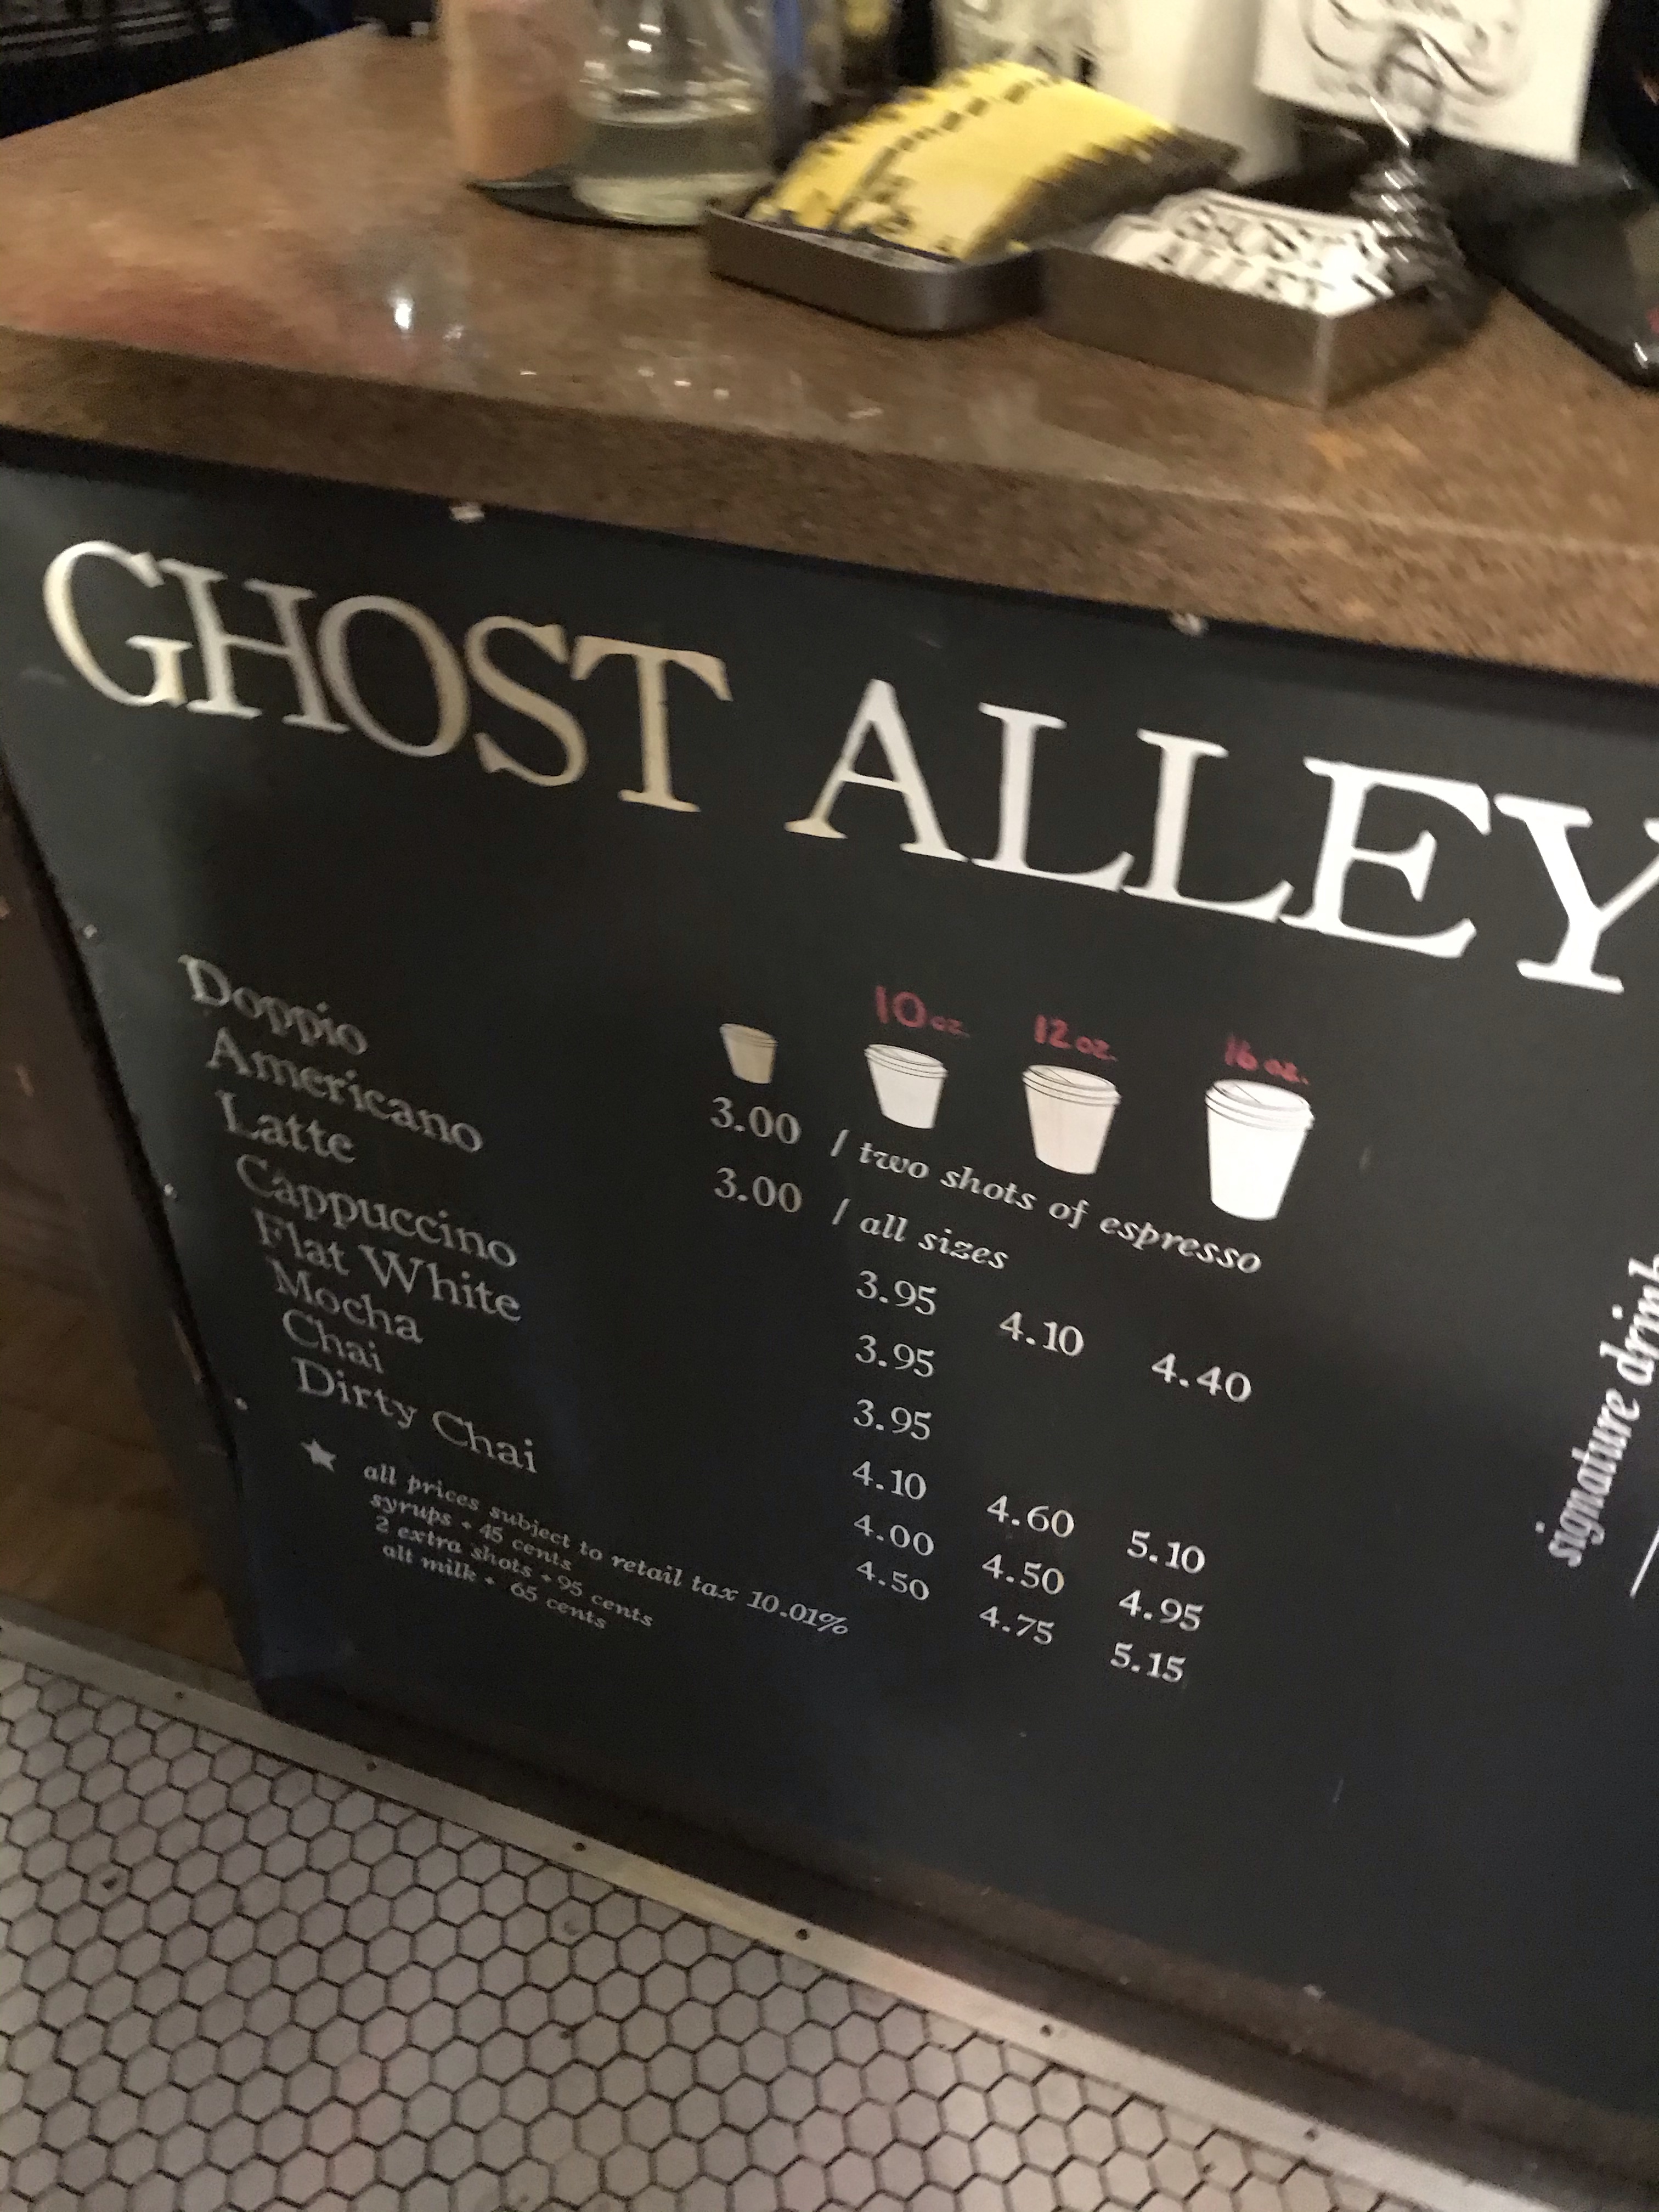 GHOST ALLEY
GHOST ALLEY
10 oz. 12 oz. 16 oz.
Doppio 3.00 / two shots of espresso
Americano 3.00 / all sizes
Latte 3.95 4.10 4.40
Cappuccino 3.95
Flat White 3.95
Mocha 4.10 4.60 5.10
Chai 4.00 4.50 4.95
Dirty Chai 4.50 4.75 5.15
all prices subject to retail tax 10.01%
syrups + 45 cents
2 extra shots + 95 cents
alt milk + 65 cents
signature drink